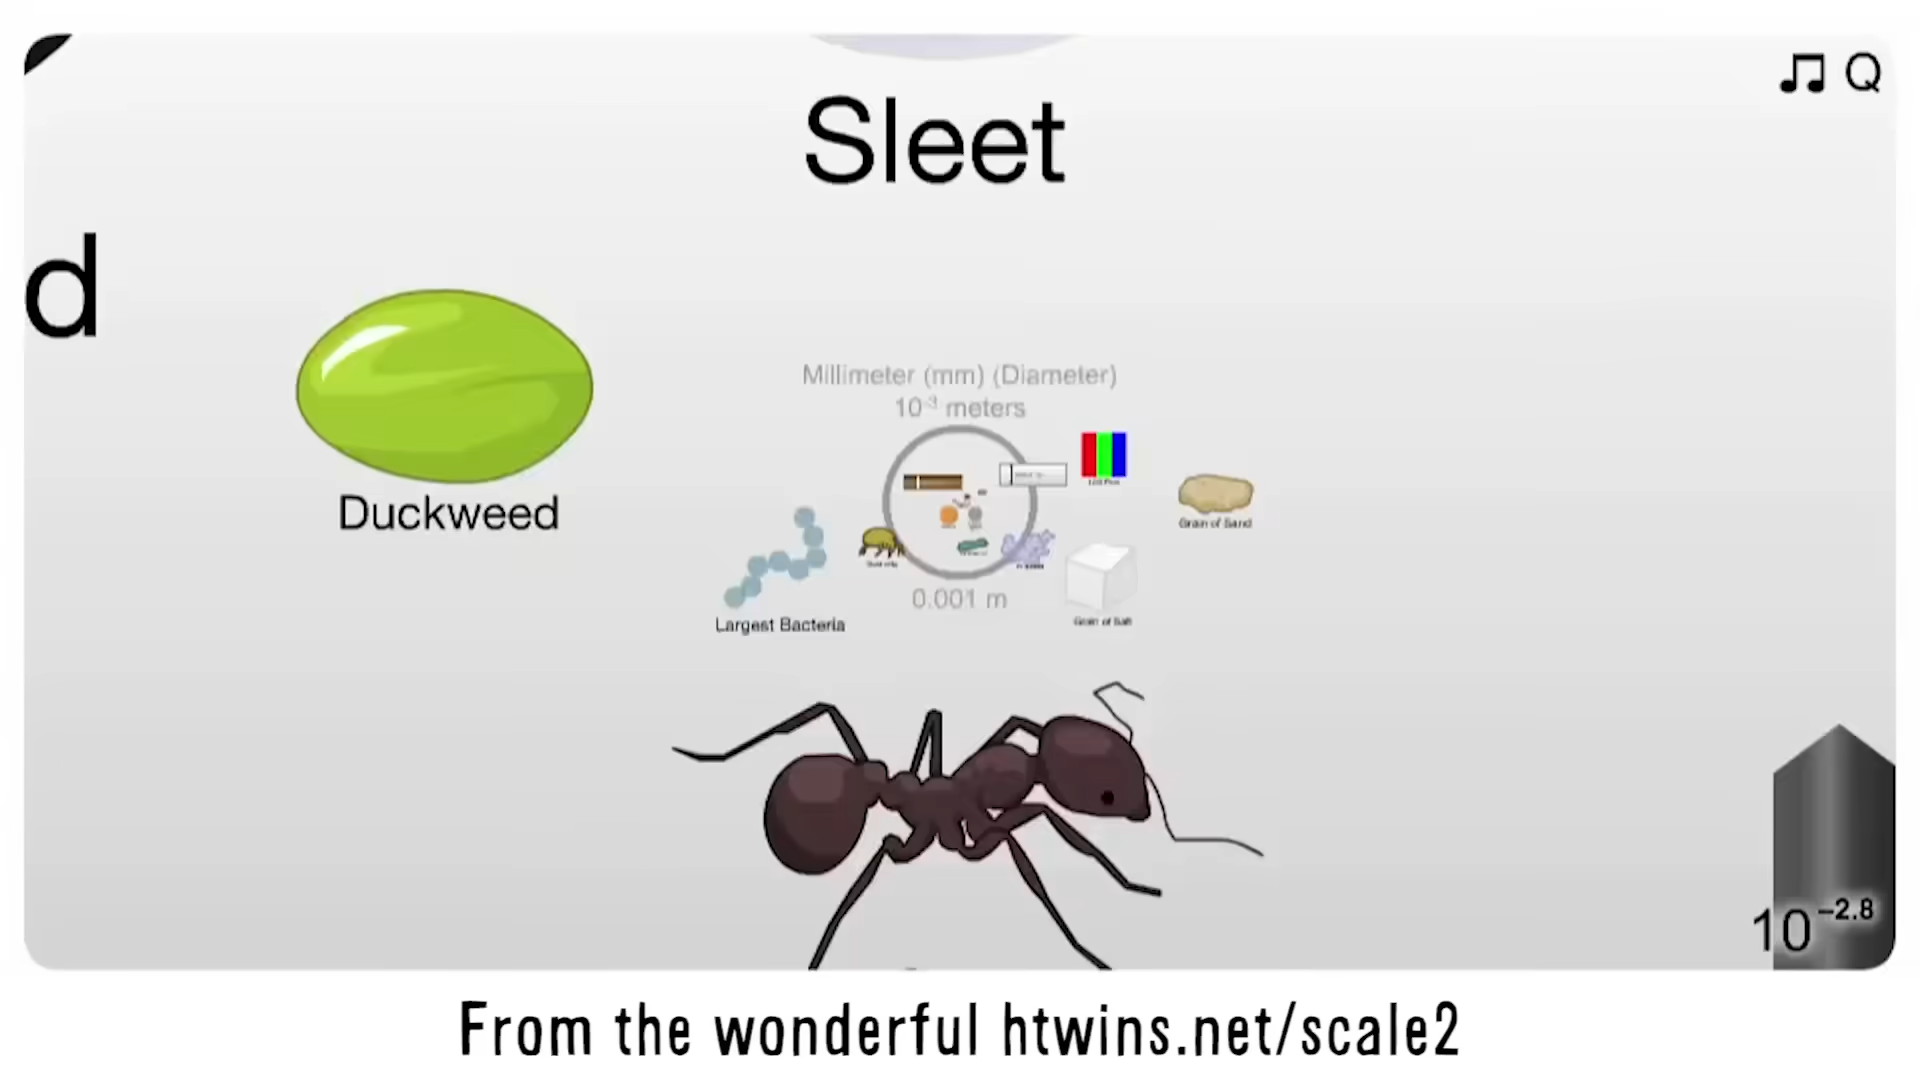 Sleet
d
Millimeter (mm) (Diameter)
10-3 meters
Duckweed
Grain of Sand
0.001 m
Largest Bacteria
Grain of Salt
10 -2.8
From the wonderful htwins.net/scale2